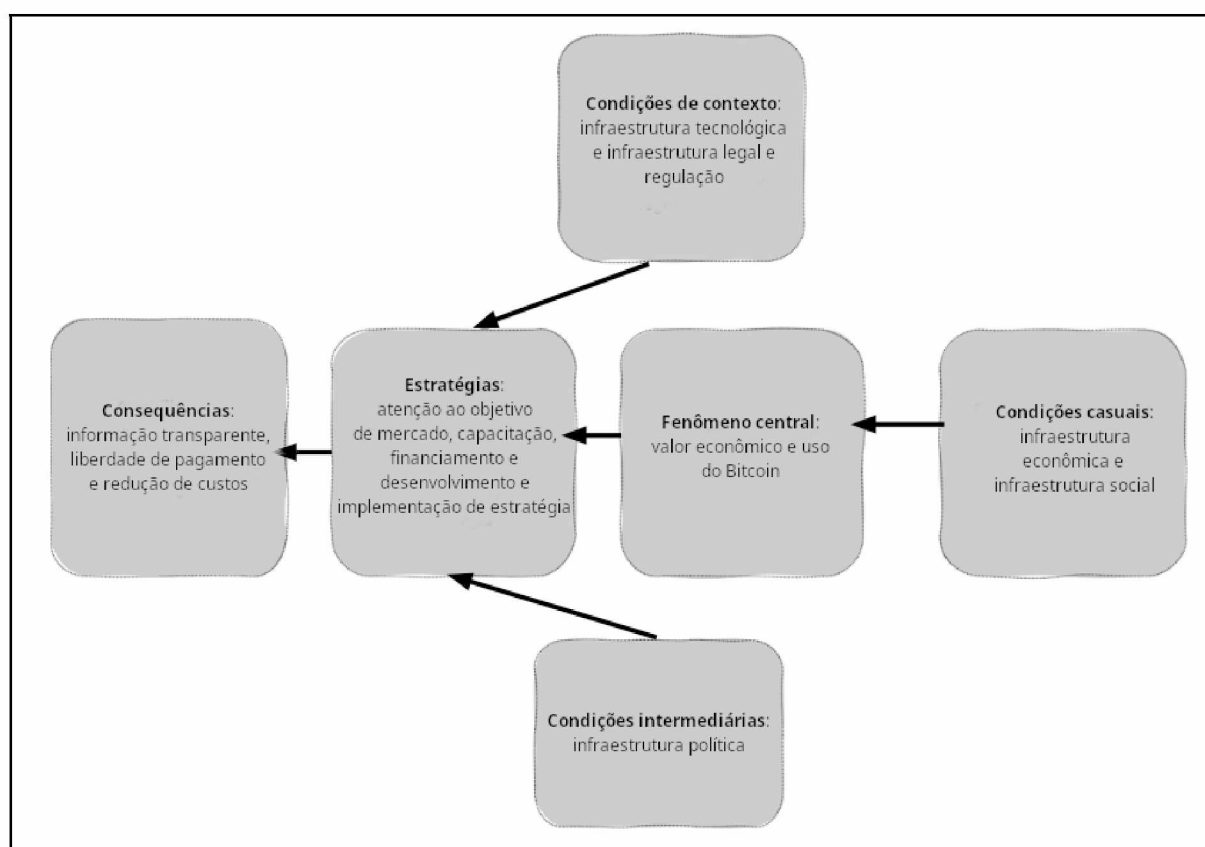 Condições de contexto:
infraestrutura tecnológica
e infraestrutura legal e
regulação
Consequências:
informação transparente,
liberdade de pagamento
e redução de custos
Estratégias:
atenção ao objetivo
de mercado, capacitação,
financiamento e
desenvolvimento e
implementação de estratégia
Fenômeno central:
valor econômico e uso
do Bitcoin
Condições casuais:
infraestrutura
econômica e
infraestrutura social
Condições intermediárias:
infraestrutura política